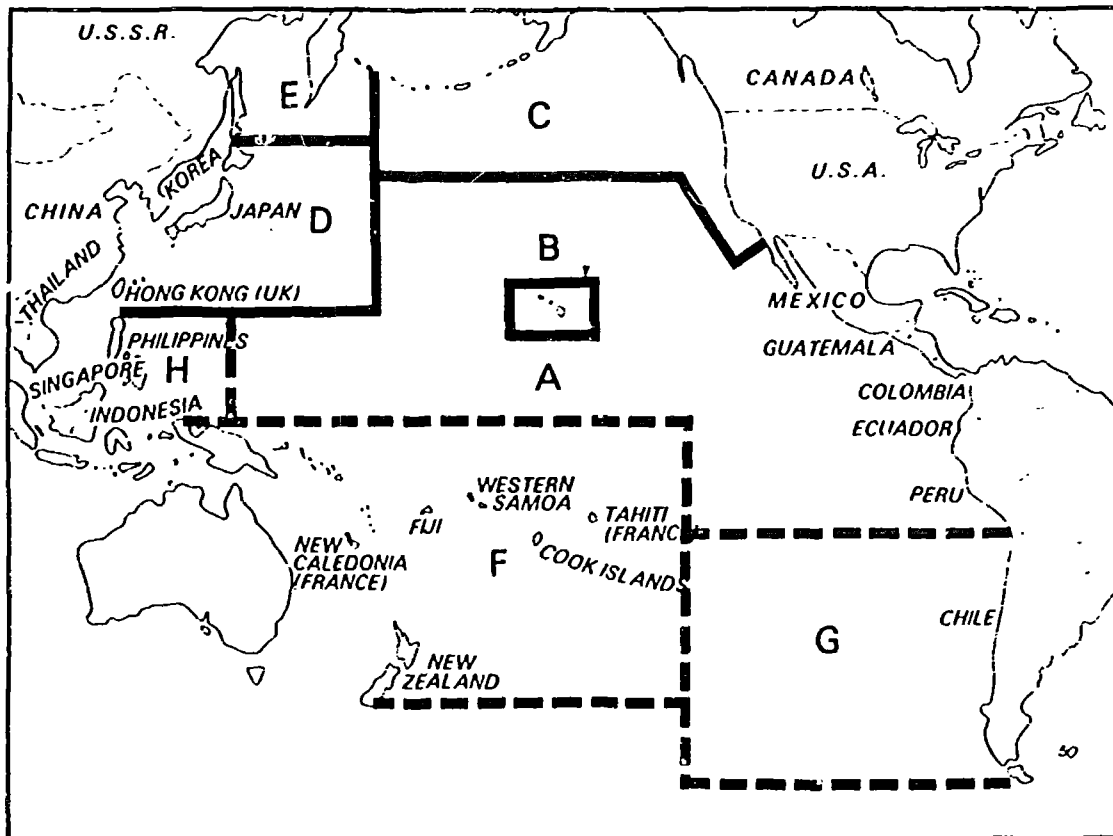 U.S.S.R.
CANADA
E
C
U.S.A.
KOREA
CHINA
JAPAN
D
THAILAND
B
HONG KONG (UK)
MEXICO
PHILIPPINES
GUATEMALA
SINGAPORE
H
A
COLOMBIA
INDONESIA
ECUADOR
WESTERN
SAMOA
PERU
FIJI
TAHITI
(FRANC
NEW
CALEDONIA
(FRANCE)
F
COOK ISLANDS
CHILE
G
NEW
ZEALAND
50